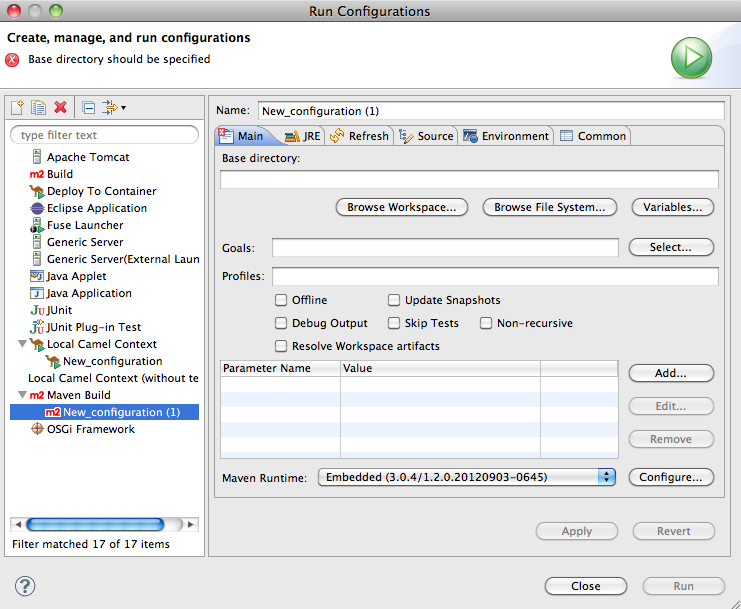 Run Configurations
Create, manage, and run configurations
Base directory should be specified
type filter text
Apache Tomcat
m2 Build
Deploy To Container
Eclipse Application
Fuse Launcher
Generic Server
Generic Server(External Laun
Java Applet
Java Application
Ju JUnit
JUnit Plug-in Test
Local Camel Context
New_configuration
Local Camel Context (without te
m2 Maven Build
m2 New_configuration (1)
OSGi Framework
Filter matched 17 of 17 items
Name: New_configuration (1)
Main JRE Refresh Source Environment Common
Base directory:
Browse Workspace... Browse File System... Variables...
Goals: Select...
Profiles:
Offline Update Snapshots
Debug Output Skip Tests Non-recursive
Resolve Workspace artifacts
Parameter Name Value
Add...
Edit...
Remove
Maven Runtime: Embedded (3.0.4/1.2.0.20120903-0645) Configure...
Apply Revert
? Close Run